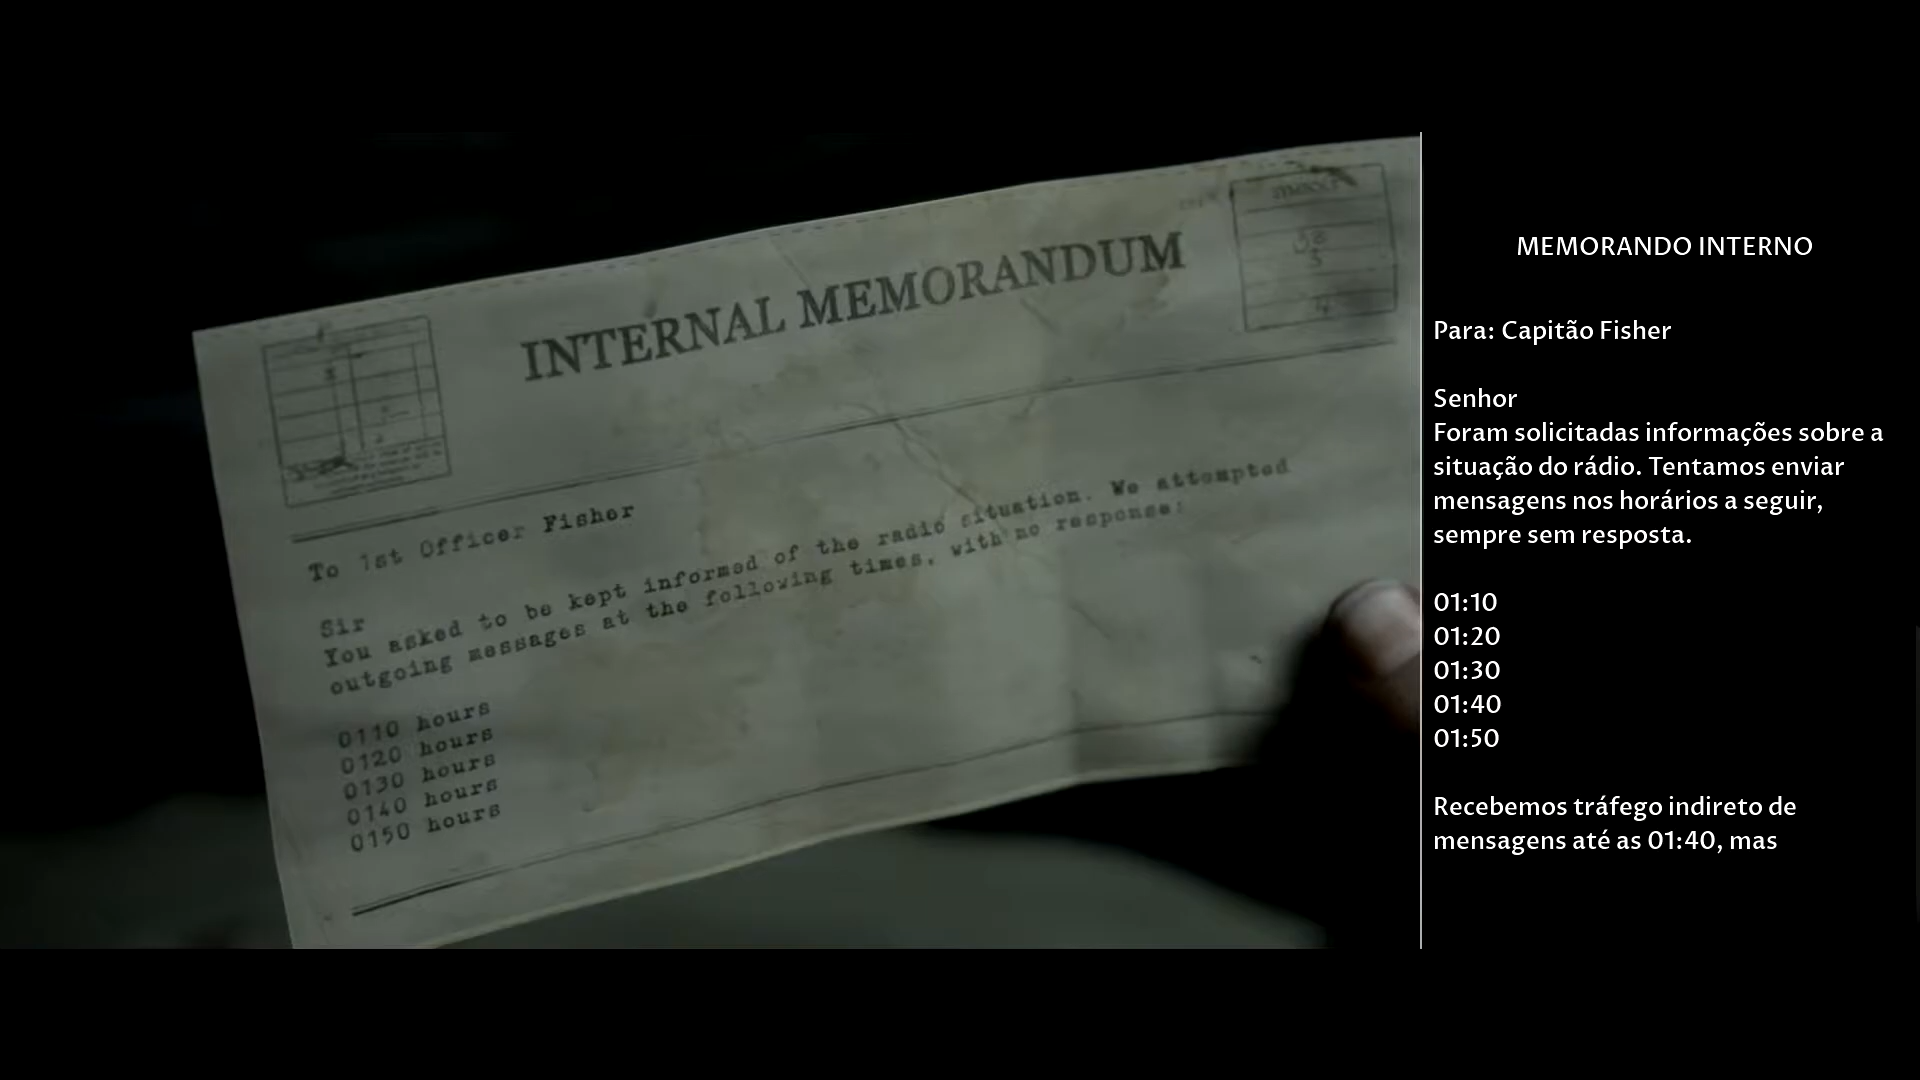 INTERNAL MEMORANDUM
To 1st Officer Fisher
Sir
You asked to be kept informed of the radio situation. We attempted
outgoing messages at the following times, with no response:
0110 hours
0120 hours
0130 hours
0140 hours
0150 hours
MEMORANDO INTERNO
Para: Capitão Fisher
Senhor
Foram solicitadas informações sobre a
situação do rádio. Tentamos enviar
mensagens nos horários a seguir,
sempre sem resposta.
01:10
01:20
01:30
01:40
01:50
Recebemos tráfego indireto de
mensagens até as 01:40, mas